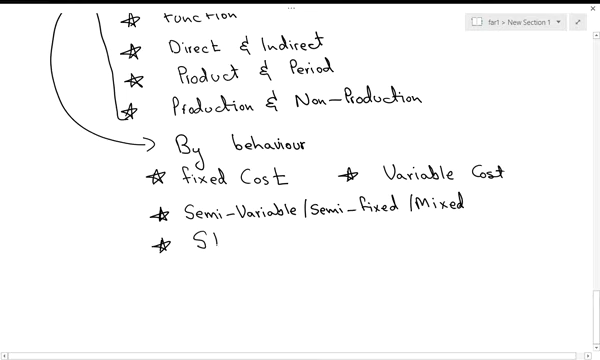 far1 > New Section 1
Function
Direct & Indirect
Product & Period
Production & Non-Production
By behaviour
fixed Cost Variable Cost
Semi-Variable/Semi-fixed/Mixed